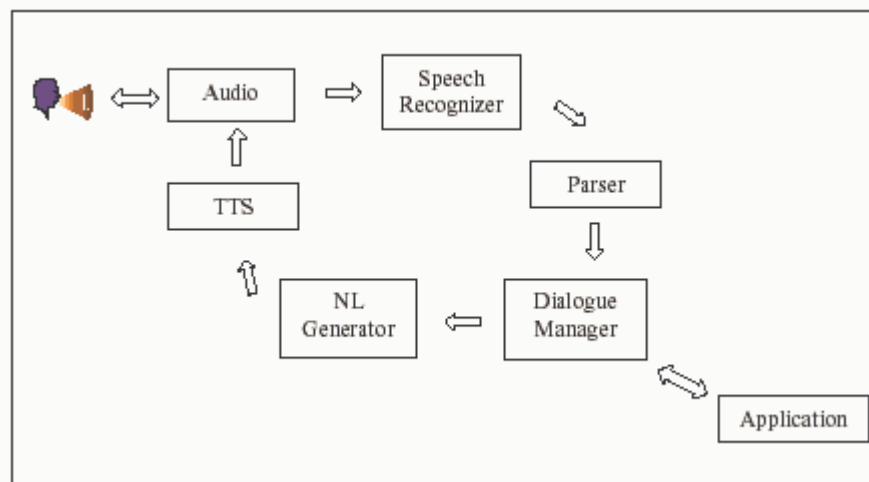 Audio
Speech
Recognizer
Parser
TTS
NL
Generator
Dialogue
Manager
Application